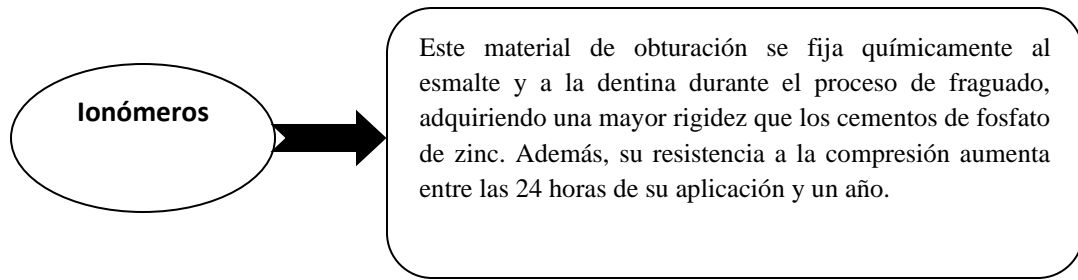 Ionómeros
Este material de obturación se fija químicamente al
esmalte y a la dentina durante el proceso de fraguado,
adquiriendo una mayor rigidez que los cementos de fosfato
de zinc. Además, su resistencia a la compresión aumenta
entre las 24 horas de su aplicación y un año.